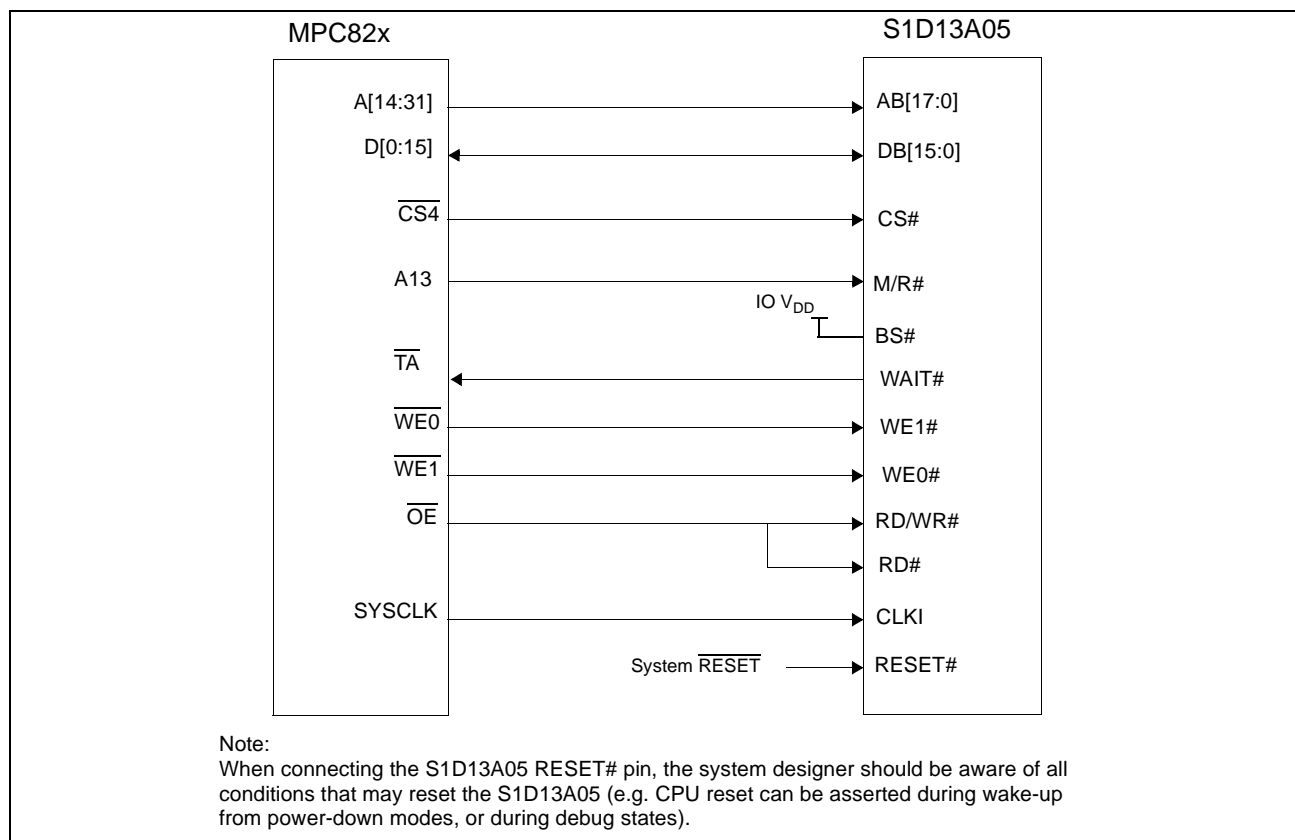 MPC82x S1D13A05
A[14:31] AB[17:0]
D[0:15] DB[15:0]
CS4 CS#
A13 M/R#
IO VDD
BS#
TA WAIT#
WE0 WE1#
WE1 WE0#
OE RD/WR#
RD#
SYSCLK CLKI
System RESET RESET#
Note:
When connecting the S1D13A05 RESET# pin, the system designer should be aware of all
conditions that may reset the S1D13A05 (e.g. CPU reset can be asserted during wake-up
from power-down modes, or during debug states).